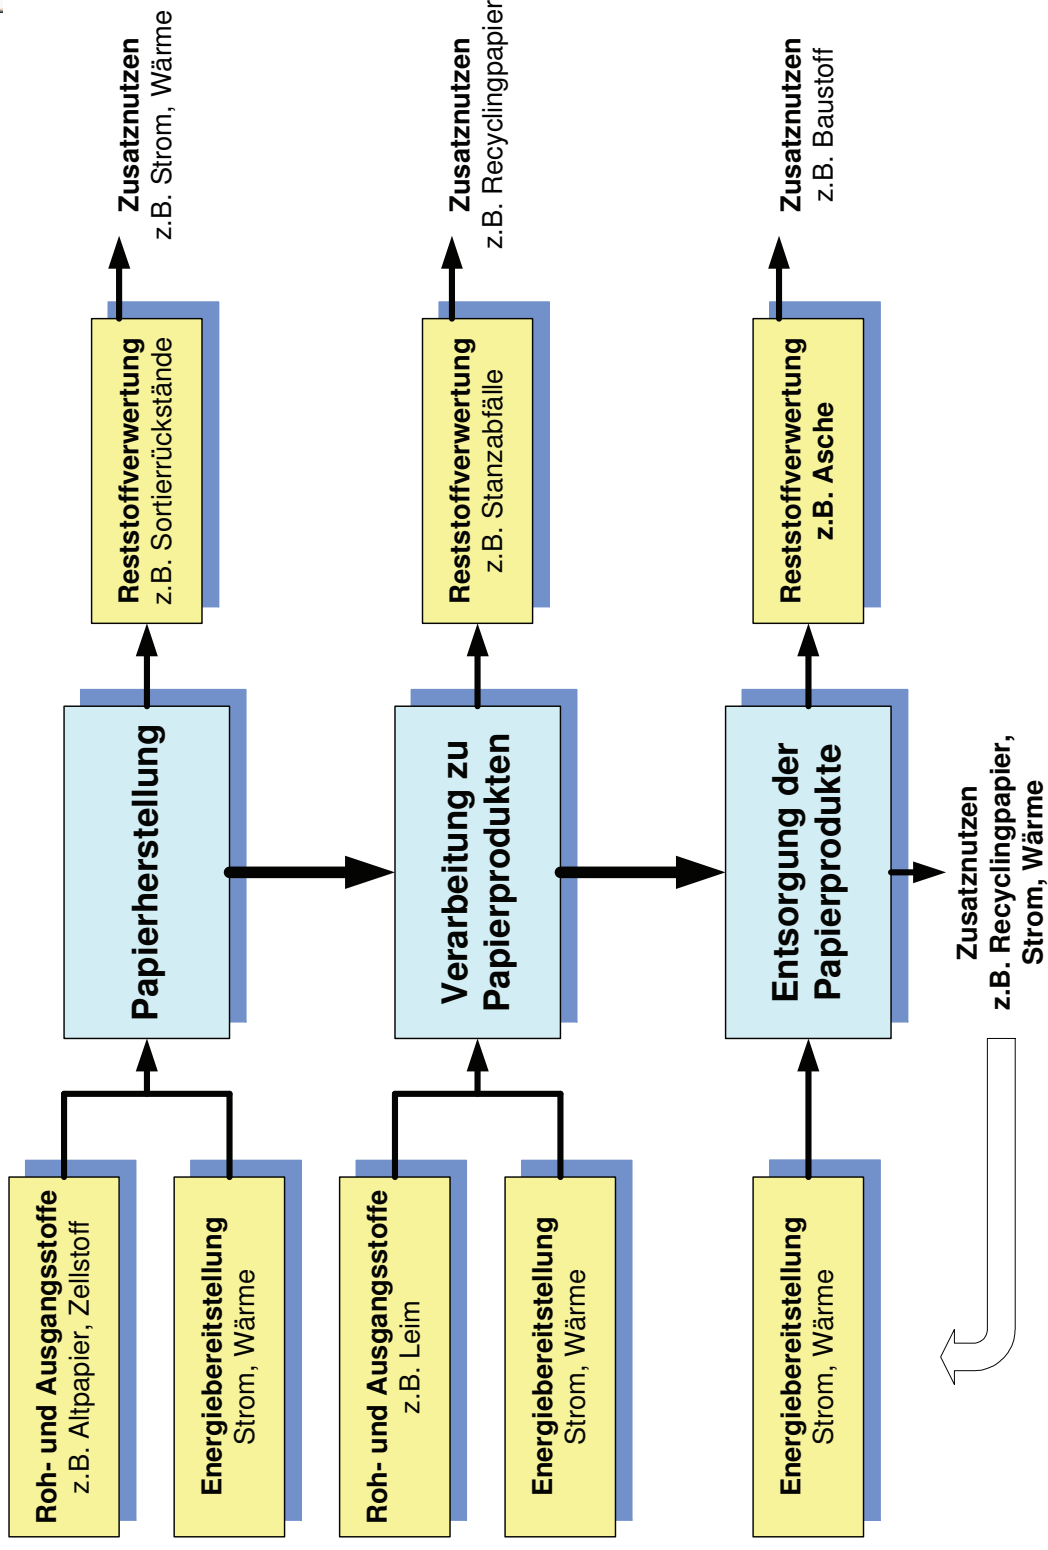 Roh- und Ausgangsstoffe
z.B. Altpapier, Zellstoff
Energiebereitstellung
Strom, Wärme
Papierherstellung
Reststoffverwertung
z.B. Sortierrückstände
Zusatznutzen
z.B. Strom, Wärme
Roh- und Ausgangsstoffe
z.B. Leim
Energiebereitstellung
Strom, Wärme
Verarbeitung zu
Papierprodukten
Reststoffverwertung
z.B. Stanzabfälle
Zusatznutzen
z.B. Recyclingpapier
Energiebereitstellung
Strom, Wärme
Entsorgung der
Papierprodukte
Reststoffverwertung
z.B. Asche
Zusatznutzen
z.B. Baustoff
Zusatznutzen
z.B. Recyclingpapier,
Strom, Wärme